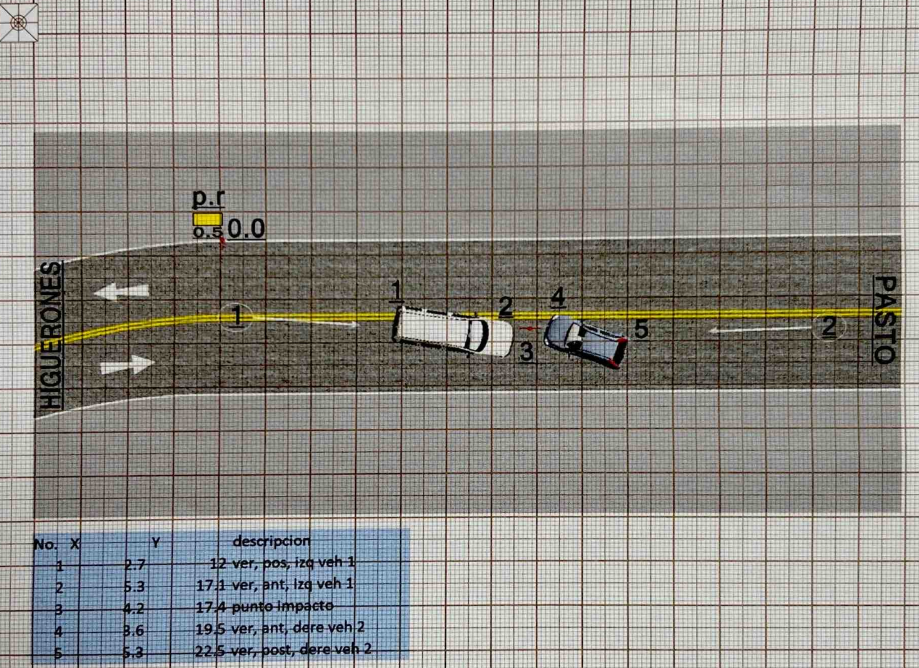 p.r
0.5 0.0
HIGUERONES
PASTO
1
1
2
3
4
5
2
No. X Y descripcion
1 2.7 12 ver, pos, izq veh 1
2 5.3 17.1 ver, ant, izq veh 1
3 4.2 17.4 punto impacto
4 3.6 19.5 ver, ant, dere veh 2
5 5.3 22.5 ver, post, dere veh 2